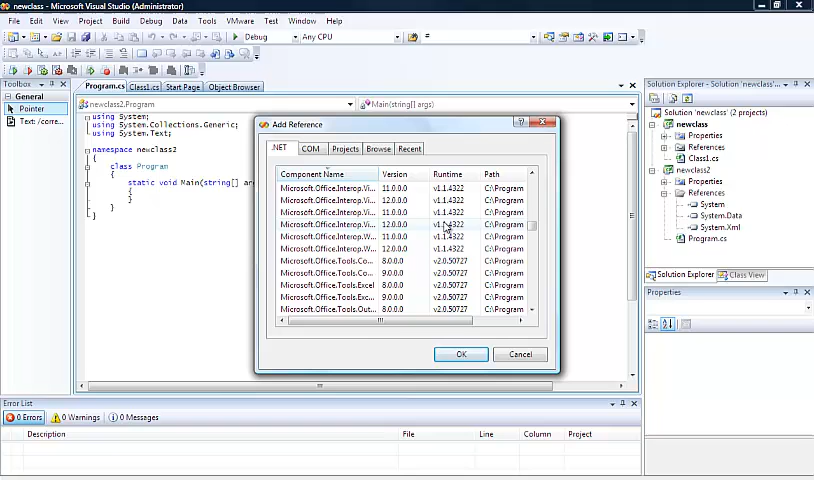 newclass - Microsoft Visual Studio (Administrator)
File Edit View Project Build Debug Data Tools VMware Test Window Help
Debug Any CPU #
Toolbox
General
Pointer
Text: /corre...
Program.cs Class1.cs Start Page Object Browser
newclass2.Program Main(string[] args)
using System;
using System.Collections.Generic;
using System.Text;
namespace newclass2
{
class Program
{
static void Main(string[] ar
{
}
}
}
Add Reference
.NET COM Projects Browse Recent
Component Name Version Runtime Path
Microsoft.Office.Interop.Vi... 11.0.0.0 v1.1.4322 C:\Program
Microsoft.Office.Interop.Vi... 12.0.0.0 v1.1.4322 C:\Program
Microsoft.Office.Interop.Vi... 11.0.0.0 v1.1.4322 C:\Program
Microsoft.Office.Interop.Vi... 12.0.0.0 v1.1.4322 C:\Program
Microsoft.Office.Interop.W... 11.0.0.0 v1.1.4322 C:\Program
Microsoft.Office.Interop.W... 12.0.0.0 v1.1.4322 C:\Program
Microsoft.Office.Tools.Co... 8.0.0.0 v2.0.50727 C:\Program
Microsoft.Office.Tools.Co... 9.0.0.0 v2.0.50727 C:\Program
Microsoft.Office.Tools.Excel 8.0.0.0 v2.0.50727 C:\Program
Microsoft.Office.Tools.Exc... 9.0.0.0 v2.0.50727 C:\Program
Microsoft.Office.Tools.Out... 8.0.0.0 v2.0.50727 C:\Program
OK Cancel
Solution Explorer - Solution 'newclass'...
Solution 'newclass' (2 projects)
newclass
Properties
References
Class1.cs
newclass2
Properties
References
System
System.Data
System.Xml
Program.cs
Solution Explorer Class View
Properties
Error List
0 Errors 0 Warnings 0 Messages
Description File Line Column Project